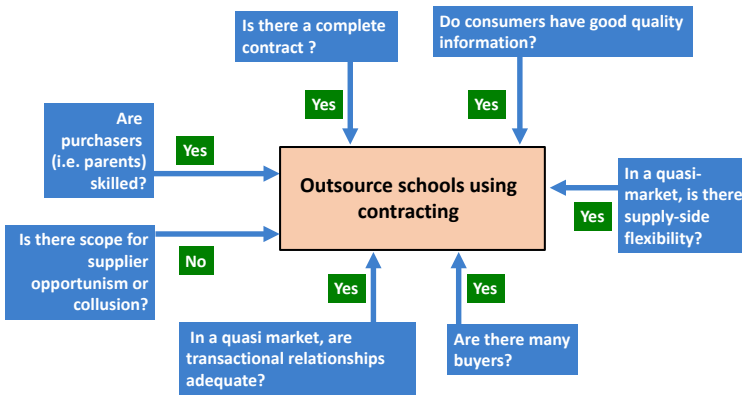 Is there a complete
contract ?
Do consumers have good quality
information?
Yes
Yes
Are
purchasers
(i.e. parents)
skilled?
Yes
Outsource schools using
contracting
In a quasi-
market, is there
supply-side
flexibility?
Yes
Is there scope for
supplier
opportunism or
collusion?
No
Yes
Yes
In a quasi market, are
transactional relationships
adequate?
Are there many
buyers?